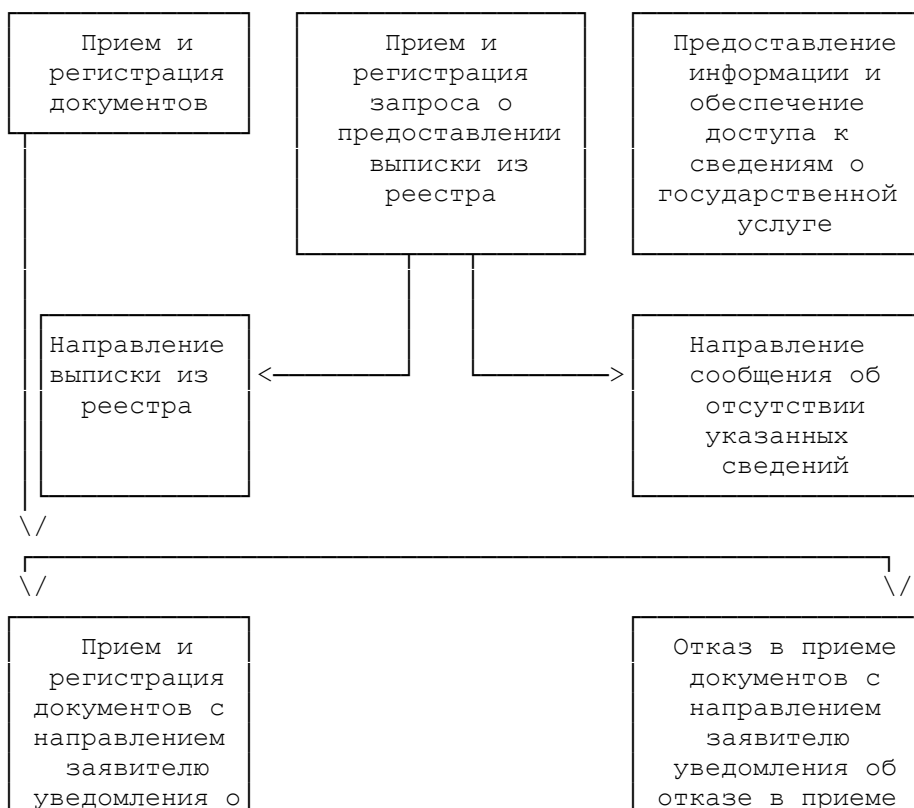 Прием и
регистрация
документов
Прием и
регистрация
запроса о
предоставлении
выписки из
реестра
Предоставление
информации и
обеспечение
доступа к
сведениям о
государственной
услуге
Направление
выписки из
реестра
Направление
сообщения об
отсутствии
указанных
сведений
Прием и
регистрация
документов с
направлением
заявителю
уведомления о
Отказ в приеме
документов с
направлением
заявителю
уведомления об
отказе в приеме